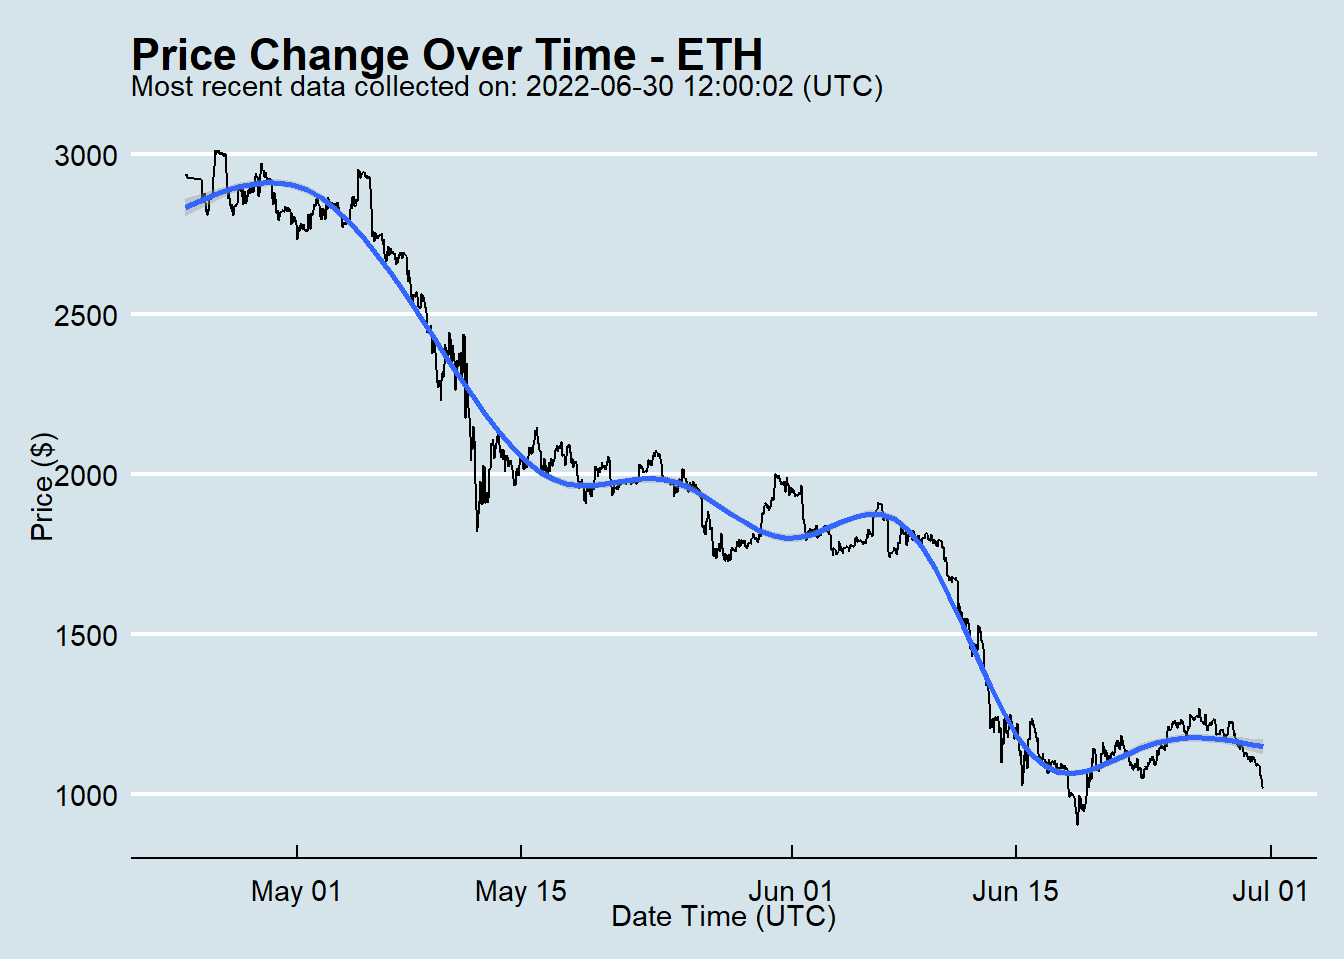 Price Change Over Time - ETH
Most recent data collected on: 2022-06-30 12:00:02 (UTC)
3000
2500
2000
1500
1000
Price ($)
May 01
May 15
Jun 01
Jun 15
Jul 01
Date Time (UTC)